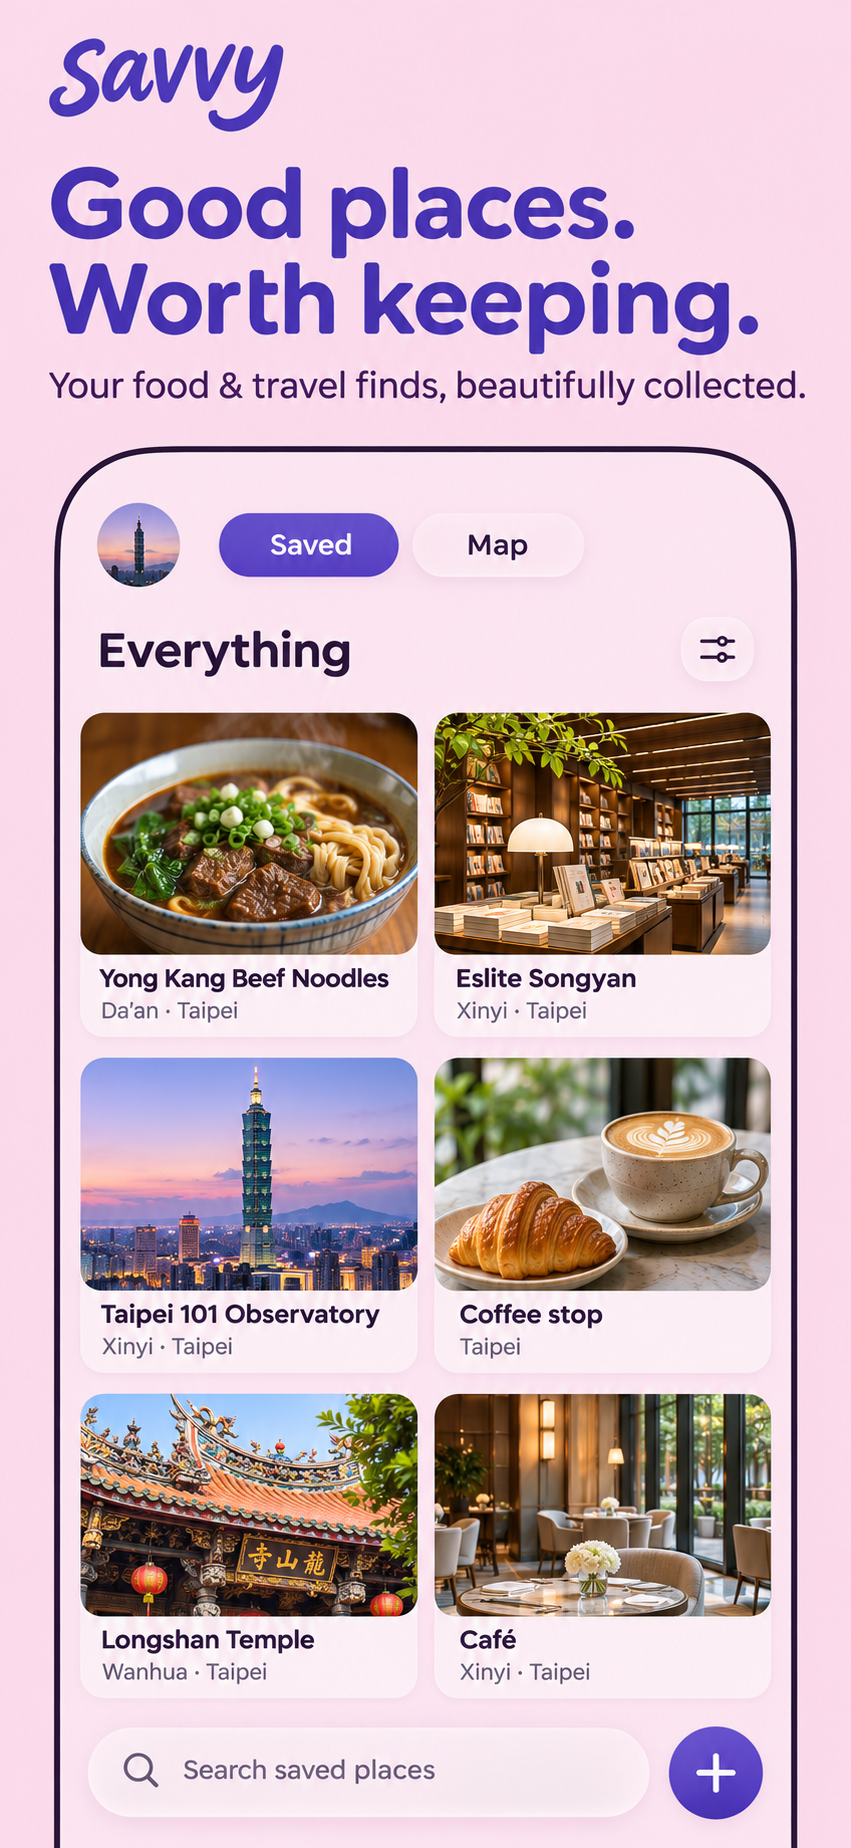 Savvy
Good places.
Worth keeping.
Your food & travel finds, beautifully collected.
Saved
Map
Everything
Yong Kang Beef Noodles
Da'an · Taipei
Eslite Songyan
Xinyi · Taipei
Taipei 101 Observatory
Xinyi · Taipei
Coffee stop
Taipei
寺山龍
Longshan Temple
Wanhua · Taipei
Café
Xinyi · Taipei
Search saved places